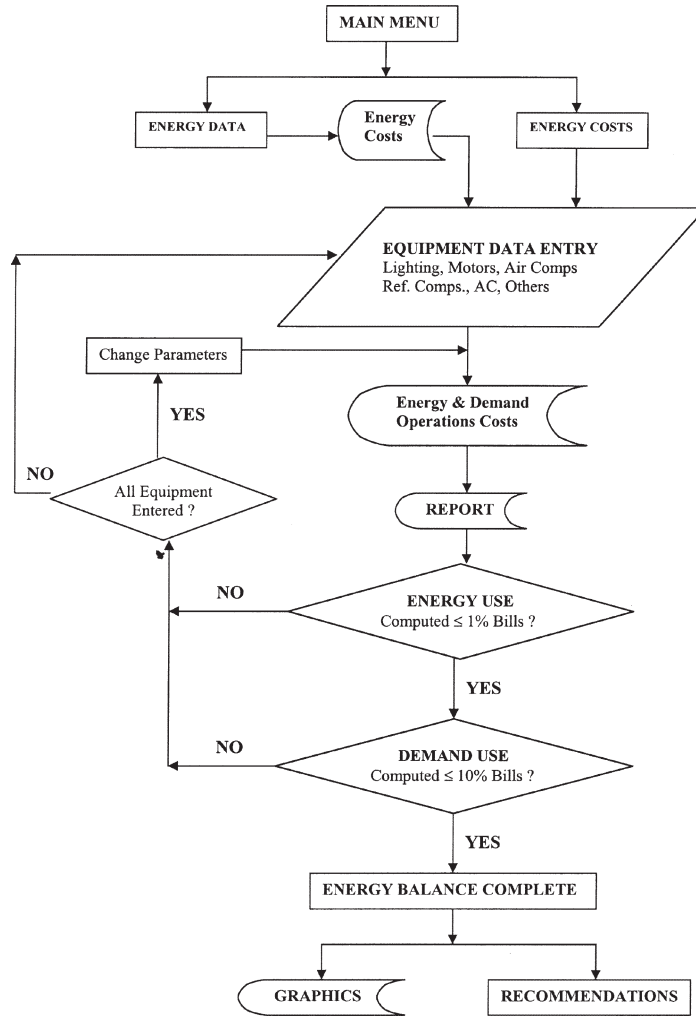 MAIN MENU
ENERGY DATA
Energy
Costs
ENERGY COSTS
EQUIPMENT DATA ENTRY
Lighting, Motors, Air Comps
Ref. Comps., AC, Others
Change Parameters
YES
Energy & Demand
Operations Costs
NO
All Equipment
Entered ?
REPORT
NO
ENERGY USE
Computed ≤ 1% Bills ?
YES
NO
DEMAND USE
Computed ≤ 10% Bills ?
YES
ENERGY BALANCE COMPLETE
GRAPHICS
RECOMMENDATIONS